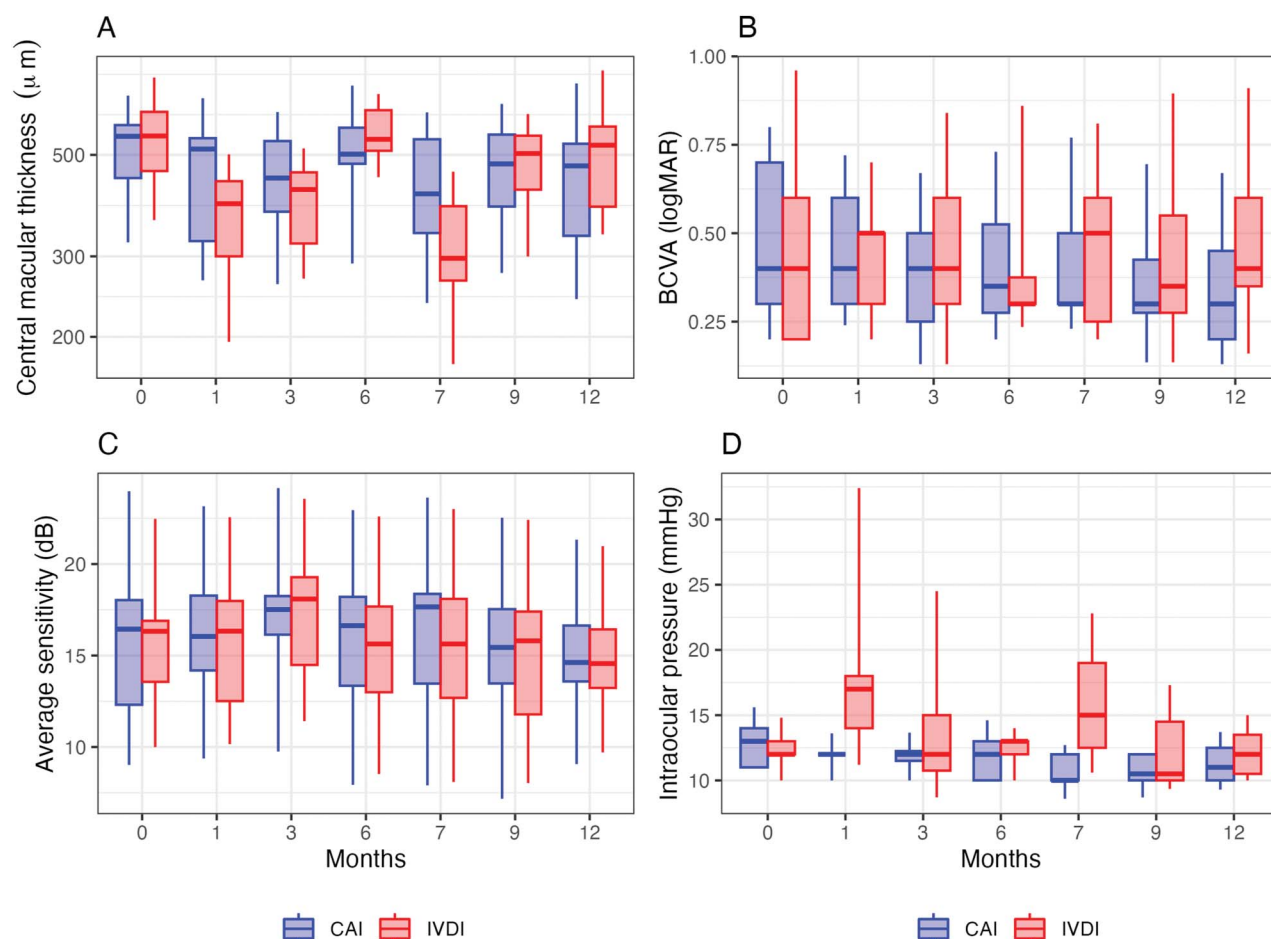 A
Central macular thickness (μm)
500
300
200
0 1 3 6 7 9 12
B
BCVA (logMAR)
1.00
0.75
0.50
0.25
0 1 3 6 7 9 12
C
Average sensitivity (dB)
20
15
10
0 1 3 6 7 9 12
Months
D
Intraocular pressure (mmHg)
30
25
20
15
10
0 1 3 6 7 9 12
Months
CAI IVDI
CAI IVDI